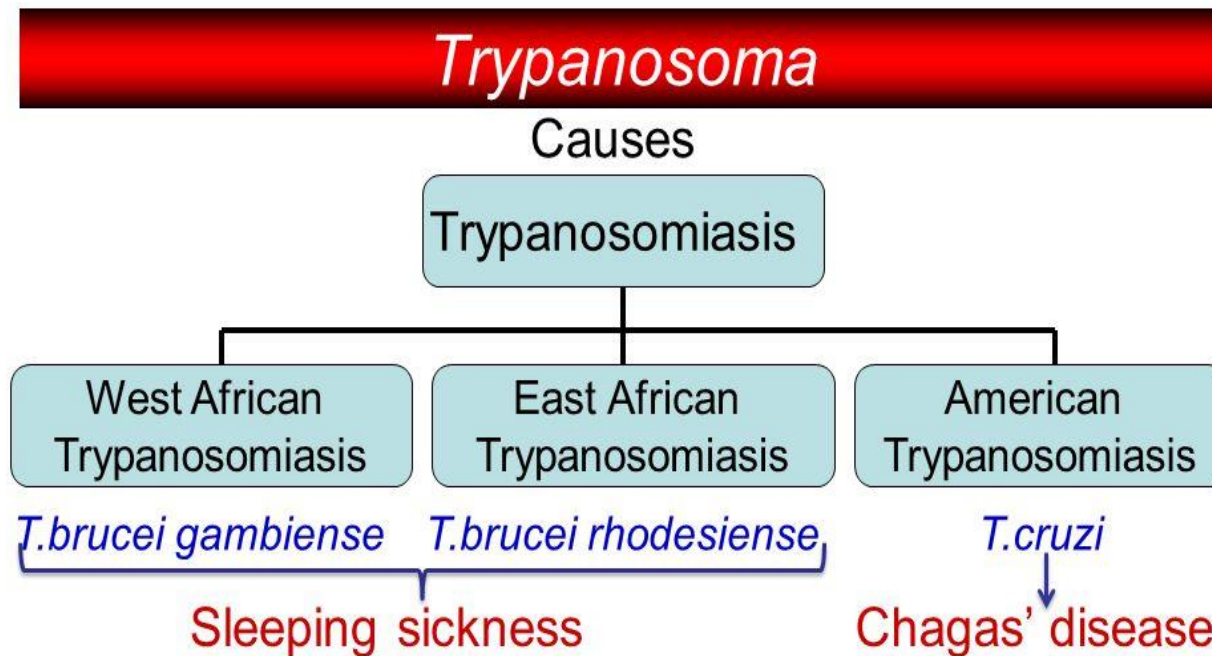 Trypanosoma
Causes
Trypanosomiasis
West African
Trypanosomiasis
East African
Trypanosomiasis
American
Trypanosomiasis
T.brucei gambiense
T.brucei rhodesiense
T.cruzi
Sleeping sickness
Chagas’ disease